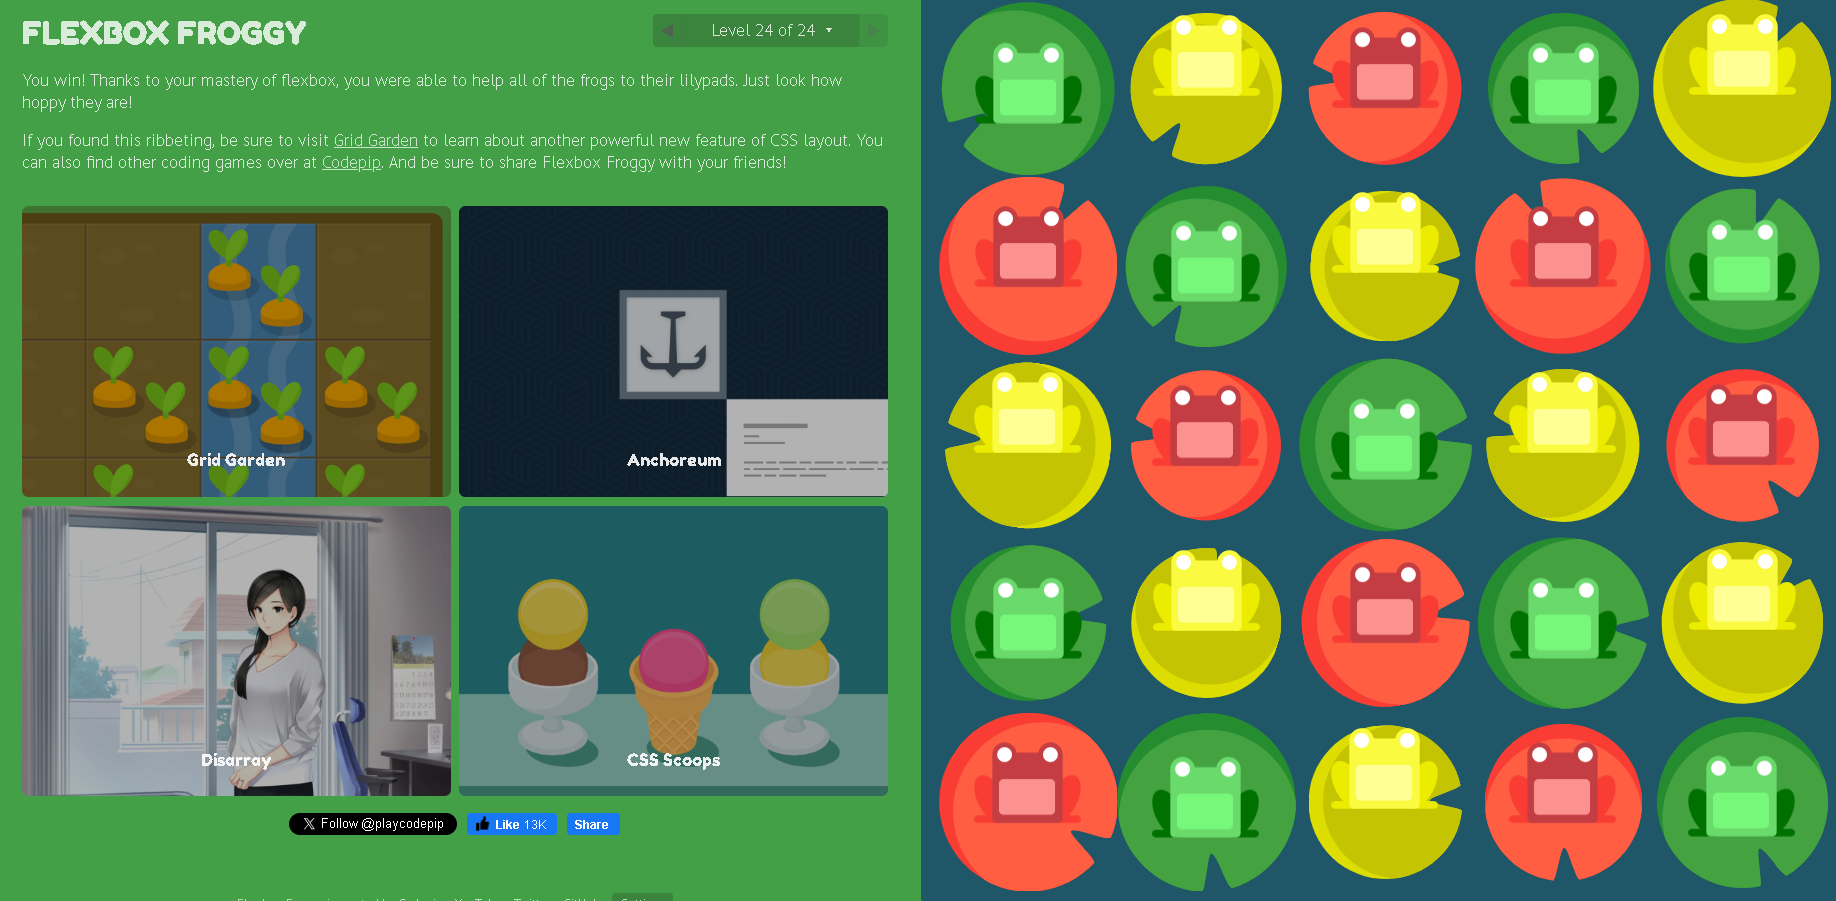 FLEXBOX FROGGY
Level 24 of 24
You win! Thanks to your mastery of flexbox, you were able to help all of the frogs to their lilypads. Just look how
hoppy they are!
If you found this ribbeting, be sure to visit Grid Garden to learn about another powerful new feature of CSS layout. You
can also find other coding games over at Codepip. And be sure to share Flexbox Froggy with your friends!
Grid Garden
Anchoreum
Disarray
CSS Scoops
Follow @playcodepip
Like 13K
Share